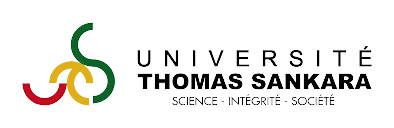 UNIVERSITÉ
THOMAS SANKARA
SCIENCE - INTÉGRITÉ - SOCIÉTÉ